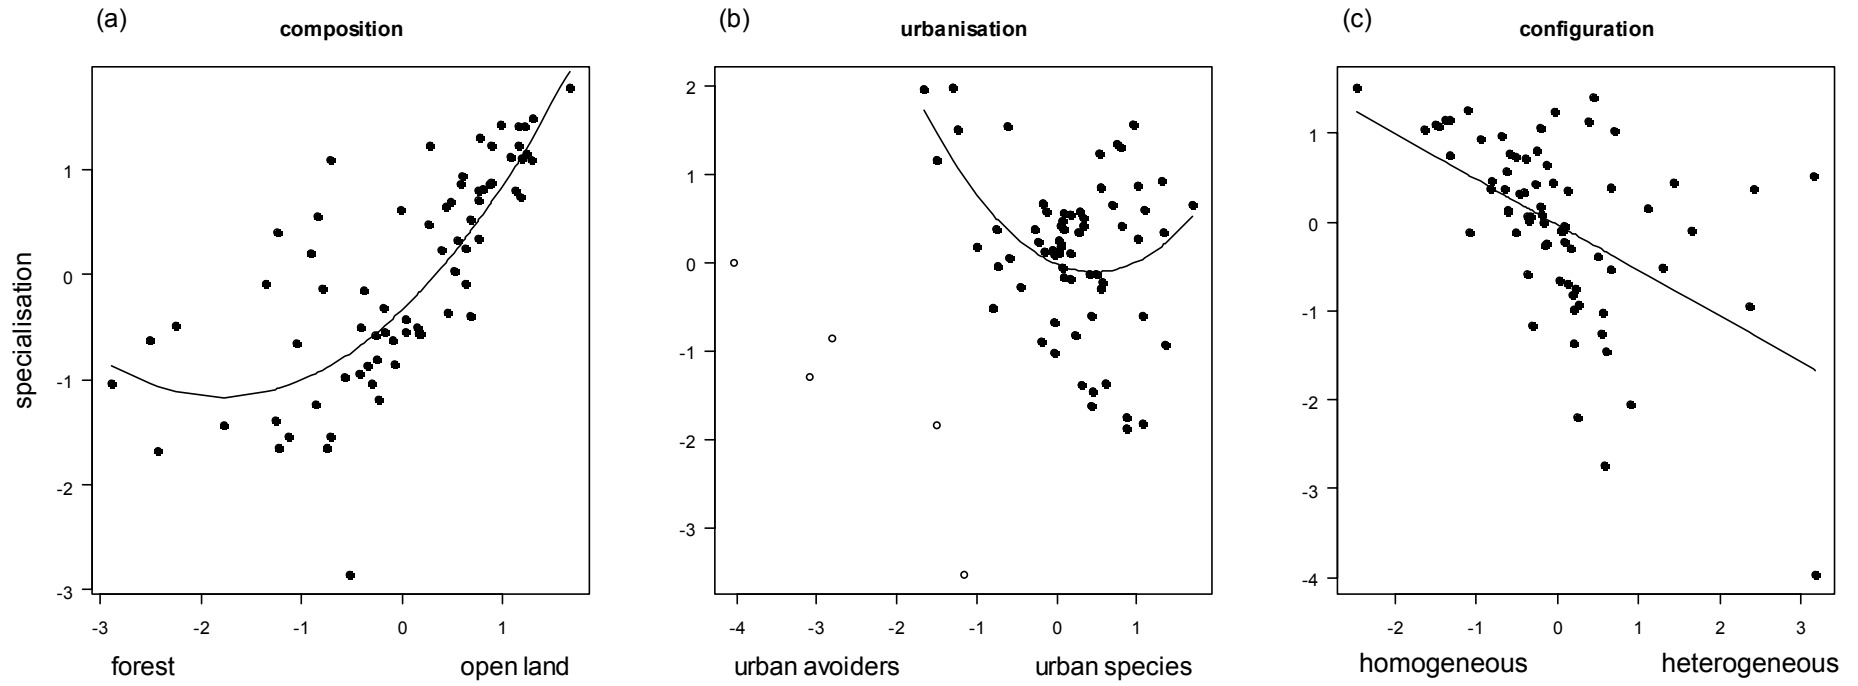 (a)
composition
(b)
urbanisation
(c)
configuration
specialisation
1
0
-1
-2
-3
-3 -2 -1 0 1
forest open land
2
1
0
-1
-2
-3
-4 -3 -2 -1 0 1
urban avoiders urban species
1
0
-1
-2
-3
-4
-2 -1 0 1 2 3
homogeneous heterogeneous